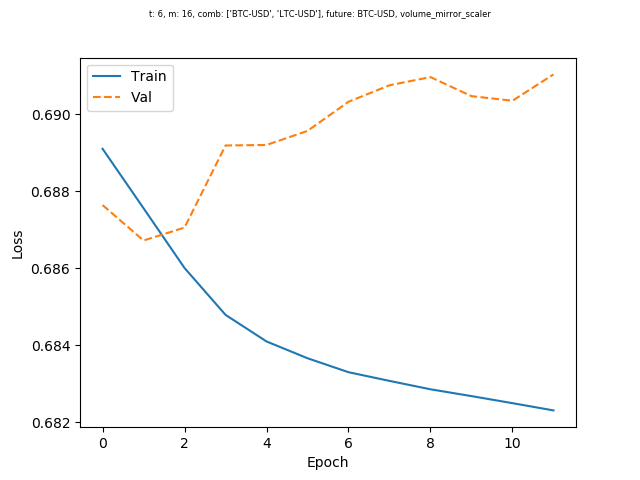 t: 6, m: 16, comb: ['BTC-USD', 'LTC-USD'], future: BTC-USD, volume_mirror_scaler
Train
Val
0.690
0.688
0.686
0.684
0.682
Loss
0 2 4 6 8 10
Epoch